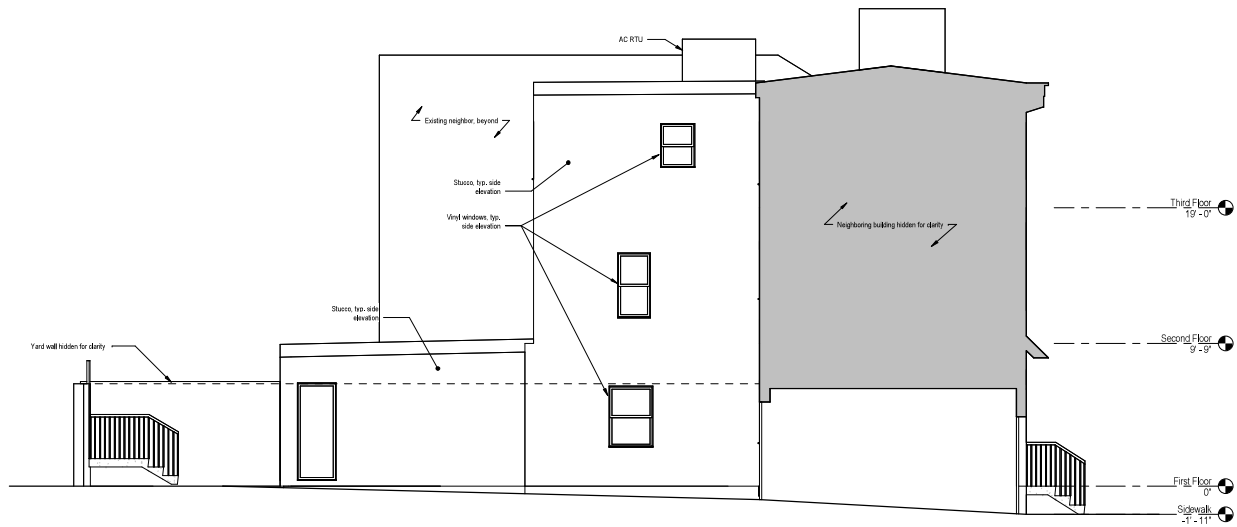 AC RTU
Existing neighbor, beyond
Stucco, typ. side
elevation
Vinyl windows, typ.
side elevation
Neighboring building hidden for clarity
Third Floor
19' - 0"
Stucco, typ. side
elevation
Yard wall hidden for clarity
Second Floor
9' - 9"
First Floor
0"
Sidewalk
-1' - 11"